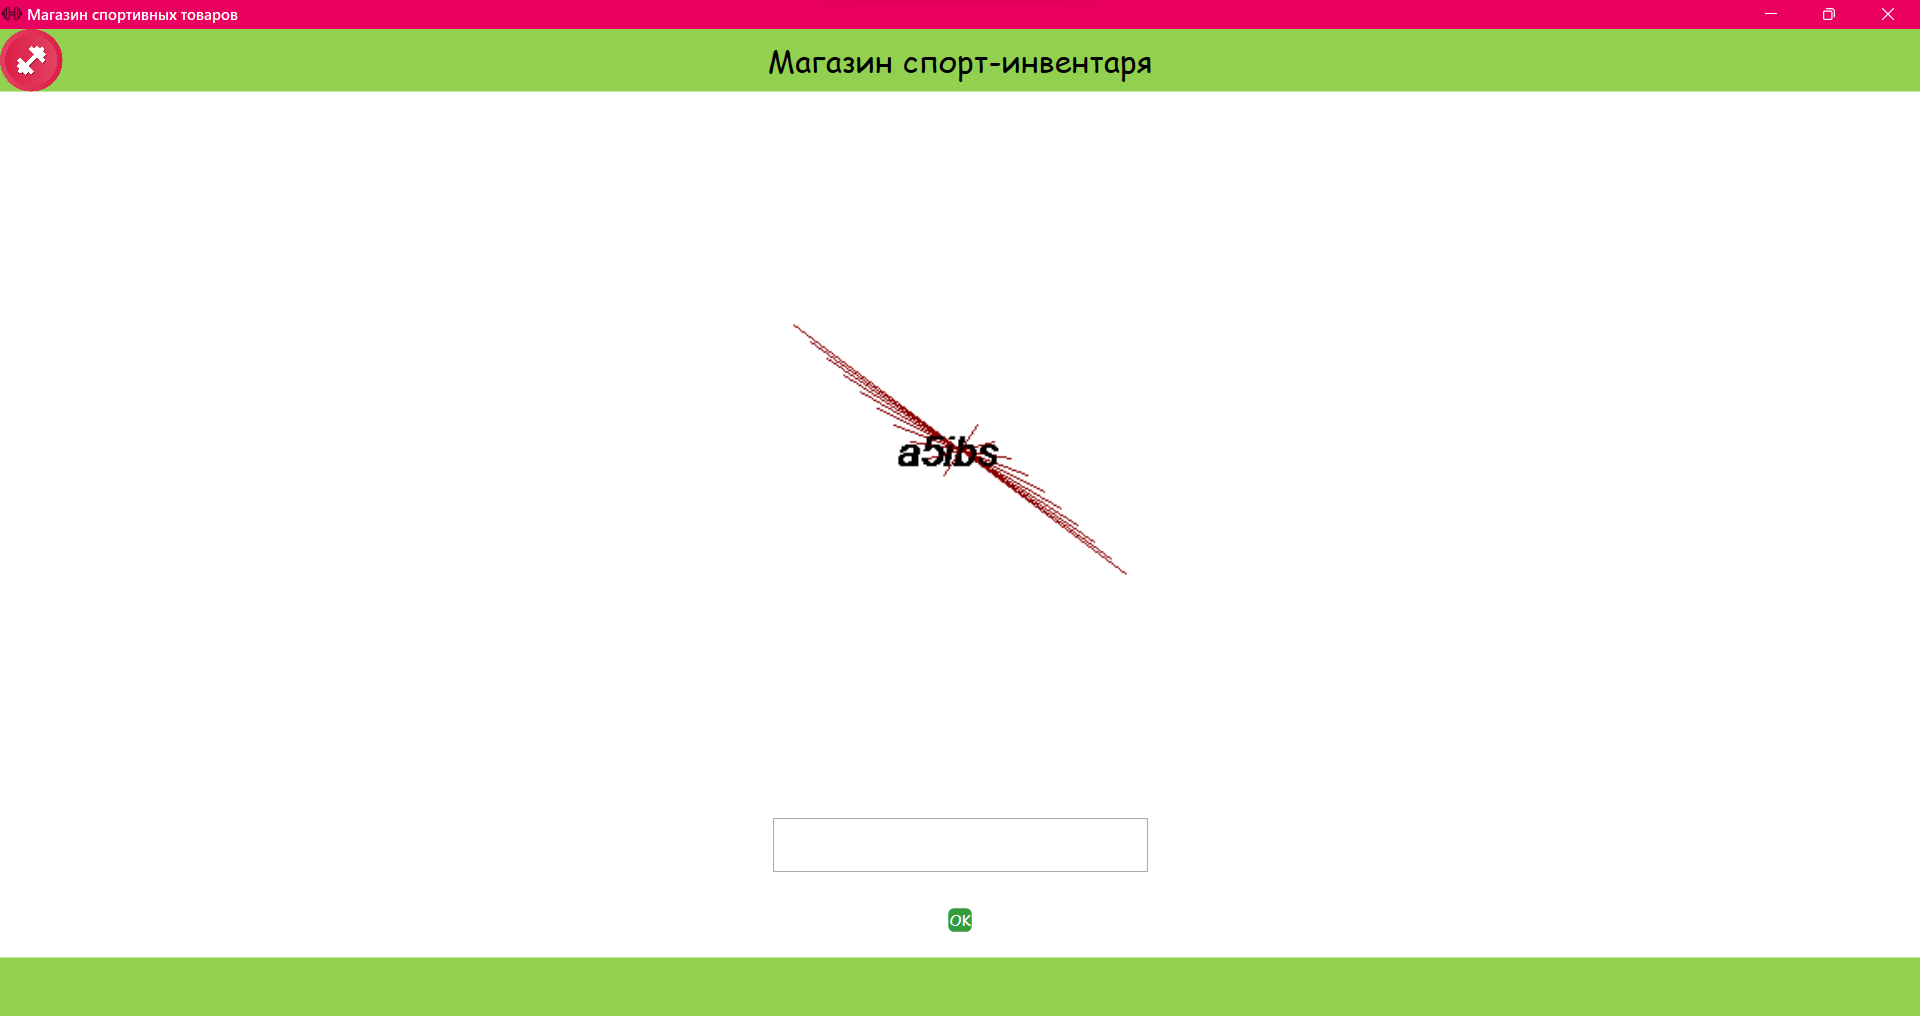 Магазин спортивных товаров
Магазин спорт-инвентаря
a5ibs
OK